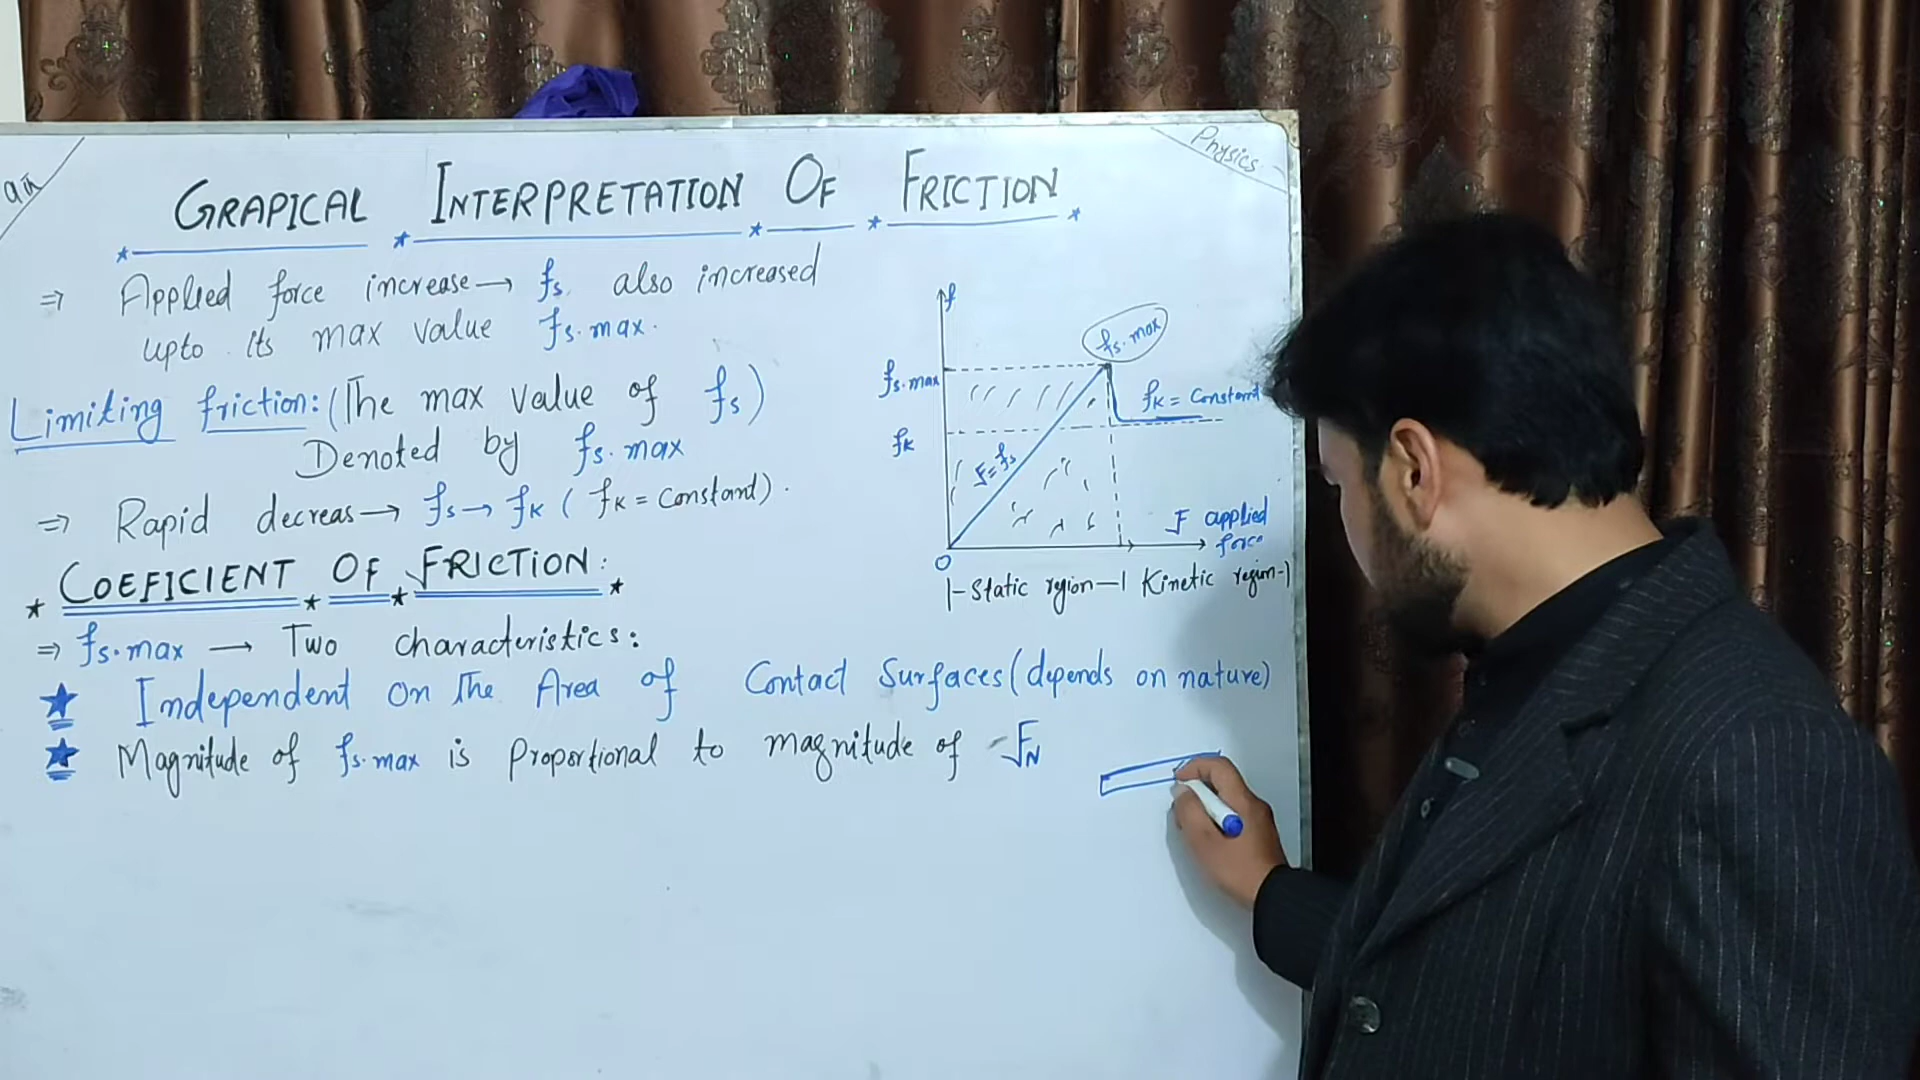 Physics
GRAPICAL INTERPRETATION OF FRICTION
⇒ Applied force increase → fs also increased
upto its max value fs.max.
Limiting friction: (The max value of fs)
Denoted by fs.max
⇒ Rapid decreas → fs → fk ( fk = Constant).
COEFICIENT OF FRICTION:
⇒ fs.max → Two characteristics:
★ Independent on The Area of Contact Surfaces (depends on nature)
★ Magnitude of fs.max is proportional to magnitude of FN
f
fs.max
fs.max
fk = Constant
fk
F = fs
F applied
force
O
|-Static region-| Kinetic region-|